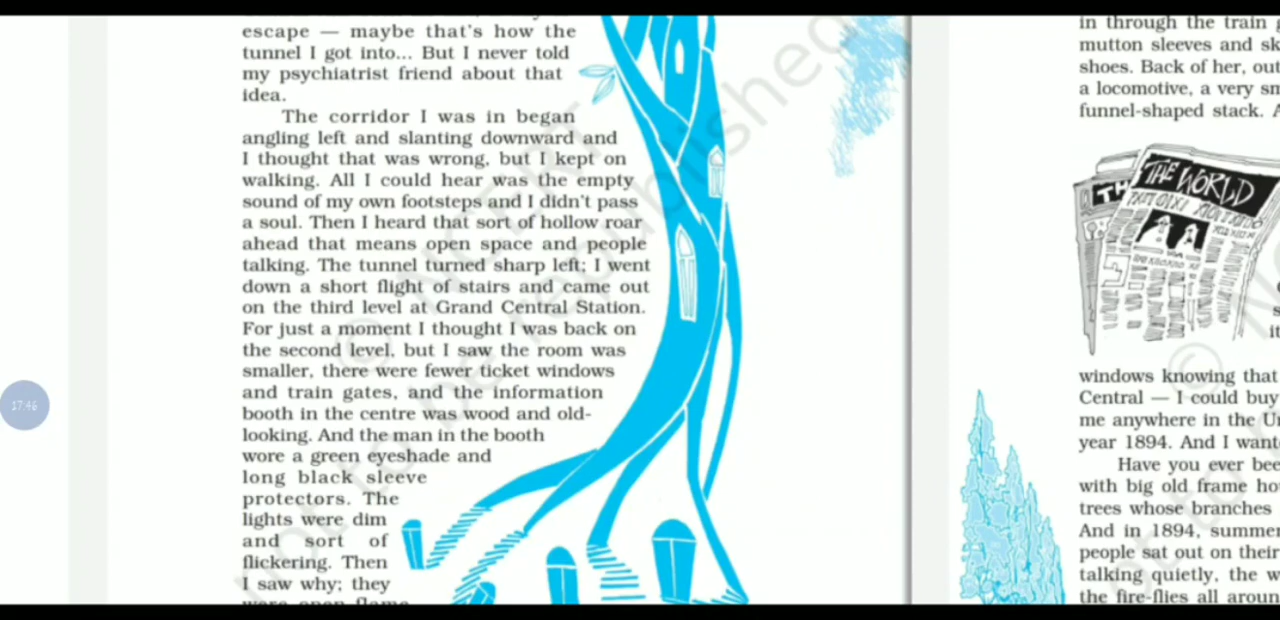 escape — maybe that's how the
tunnel I got into... But I never told
my psychiatrist friend about that
idea.
The corridor I was in began
angling left and slanting downward and
I thought that was wrong, but I kept on
walking. All I could hear was the empty
sound of my own footsteps and I didn't pass
a soul. Then I heard that sort of hollow roar
ahead that means open space and people
talking. The tunnel turned sharp left; I went
down a short flight of stairs and came out
on the third level at Grand Central Station.
For just a moment I thought I was back on
the second level, but I saw the room was
smaller, there were fewer ticket windows
and train gates, and the information
booth in the centre was wood and old-
looking. And the man in the booth
wore a green eyeshade and
long black sleeve
protectors. The
lights were dim
and sort of
flickering. Then
I saw why; they
© NCERT
not to be republished
17:46
in through the train
mutton sleeves and
shoes. Back of her,
a locomotive, a very
funnel-shaped stack.
THE WORLD
windows knowing that
Central — I could buy
me anywhere in the
year 1894. And I
Have you ever
with big old frame
trees whose branches
And in 1894,
people sat out on their
talking quietly, the
the fire-flies all